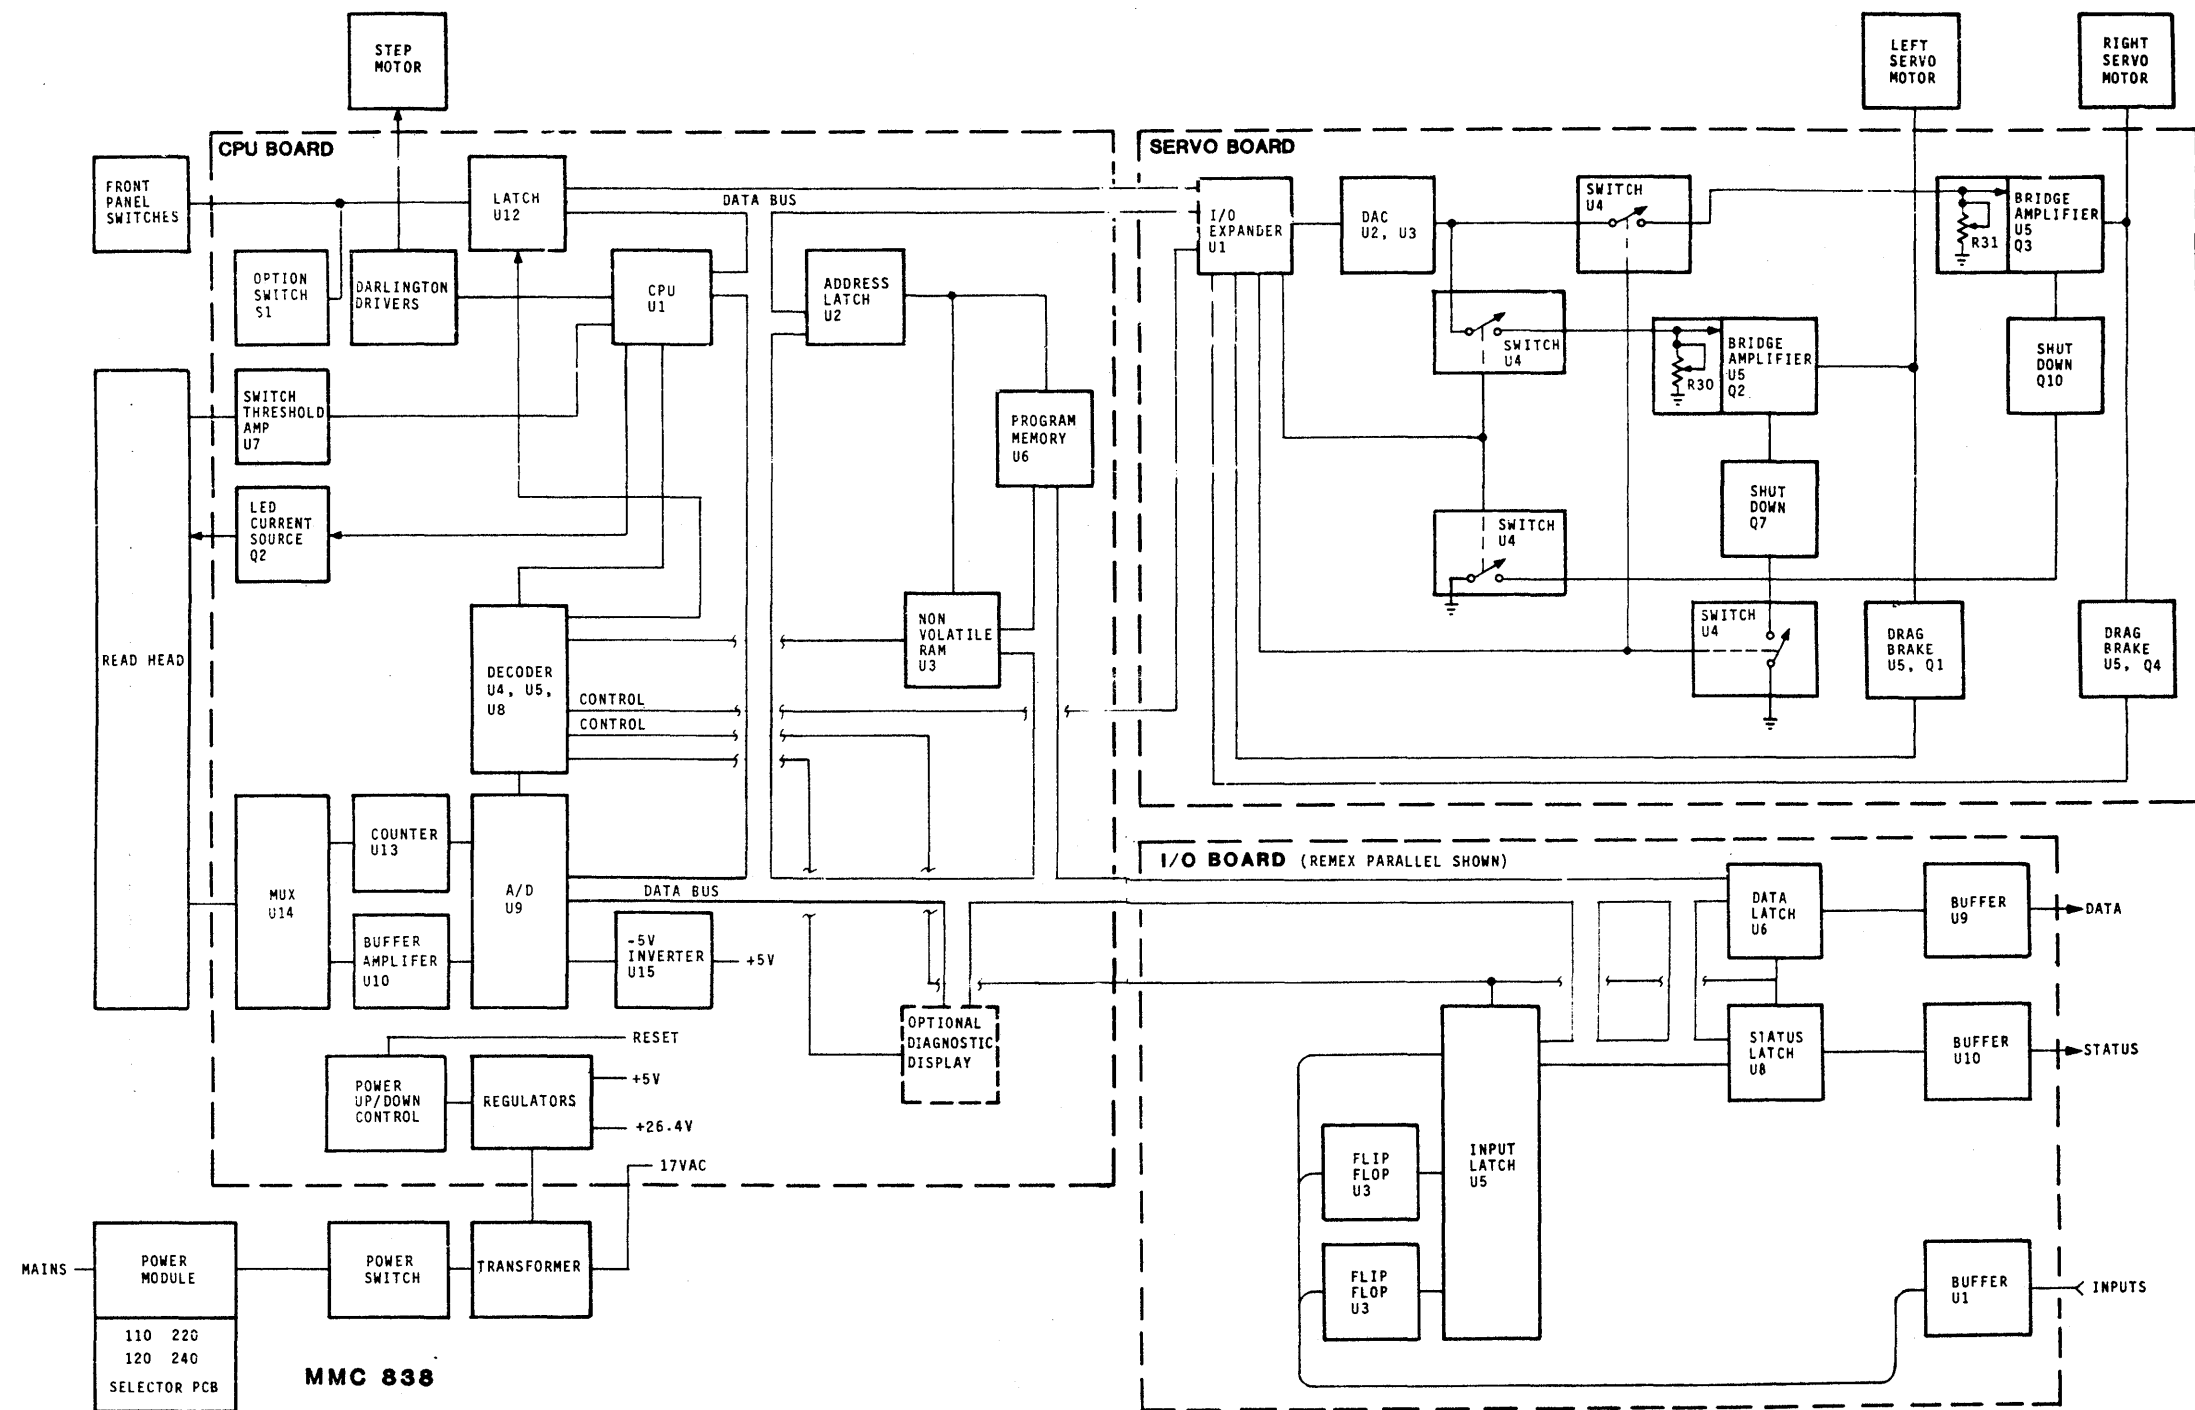 STEP
MOTOR
LEFT
SERVO
MOTOR
RIGHT
SERVO
MOTOR
CPU BOARD
FRONT
PANEL
SWITCHES
LATCH
U12
DATA BUS
OPTION
SWITCH
S1
DARLINGTON
DRIVERS
CPU
U1
ADDRESS
LATCH
U2
SWITCH
THRESHOLD
AMP
U7
PROGRAM
MEMORY
U6
LED
CURRENT
SOURCE
Q2
READ HEAD
NON
VOLATILE
RAM
U3
DECODER
U4, U5,
U8
CONTROL
CONTROL
MUX
U14
COUNTER
U13
A/D
U9
DATA BUS
BUFFER
AMPLIFER
U10
-5V
INVERTER
U15
+5V
OPTIONAL
DIAGNOSTIC
DISPLAY
RESET
POWER
UP/DOWN
CONTROL
REGULATORS
+5V
+26.4V
17VAC
MAINS
POWER
MODULE
POWER
SWITCH
TRANSFORMER
110 220
120 240
SELECTOR PCB
MMC 838
SERVO BOARD
I/O
EXPANDER
U1
DAC
U2, U3
SWITCH
U4
R31
BRIDGE
AMPLIFIER
U5
Q3
SWITCH
U4
R30
BRIDGE
AMPLIFIER
U5
Q2
SHUT
DOWN
Q10
SHUT
DOWN
Q7
SWITCH
U4
SWITCH
U4
DRAG
BRAKE
U5, Q1
DRAG
BRAKE
U5, Q4
I/O BOARD (REMEX PARALLEL SHOWN)
DATA
LATCH
U6
BUFFER
U9
DATA
STATUS
LATCH
U8
BUFFER
U10
STATUS
INPUT
LATCH
U5
FLIP
FLOP
U3
FLIP
FLOP
U3
BUFFER
U1
INPUTS